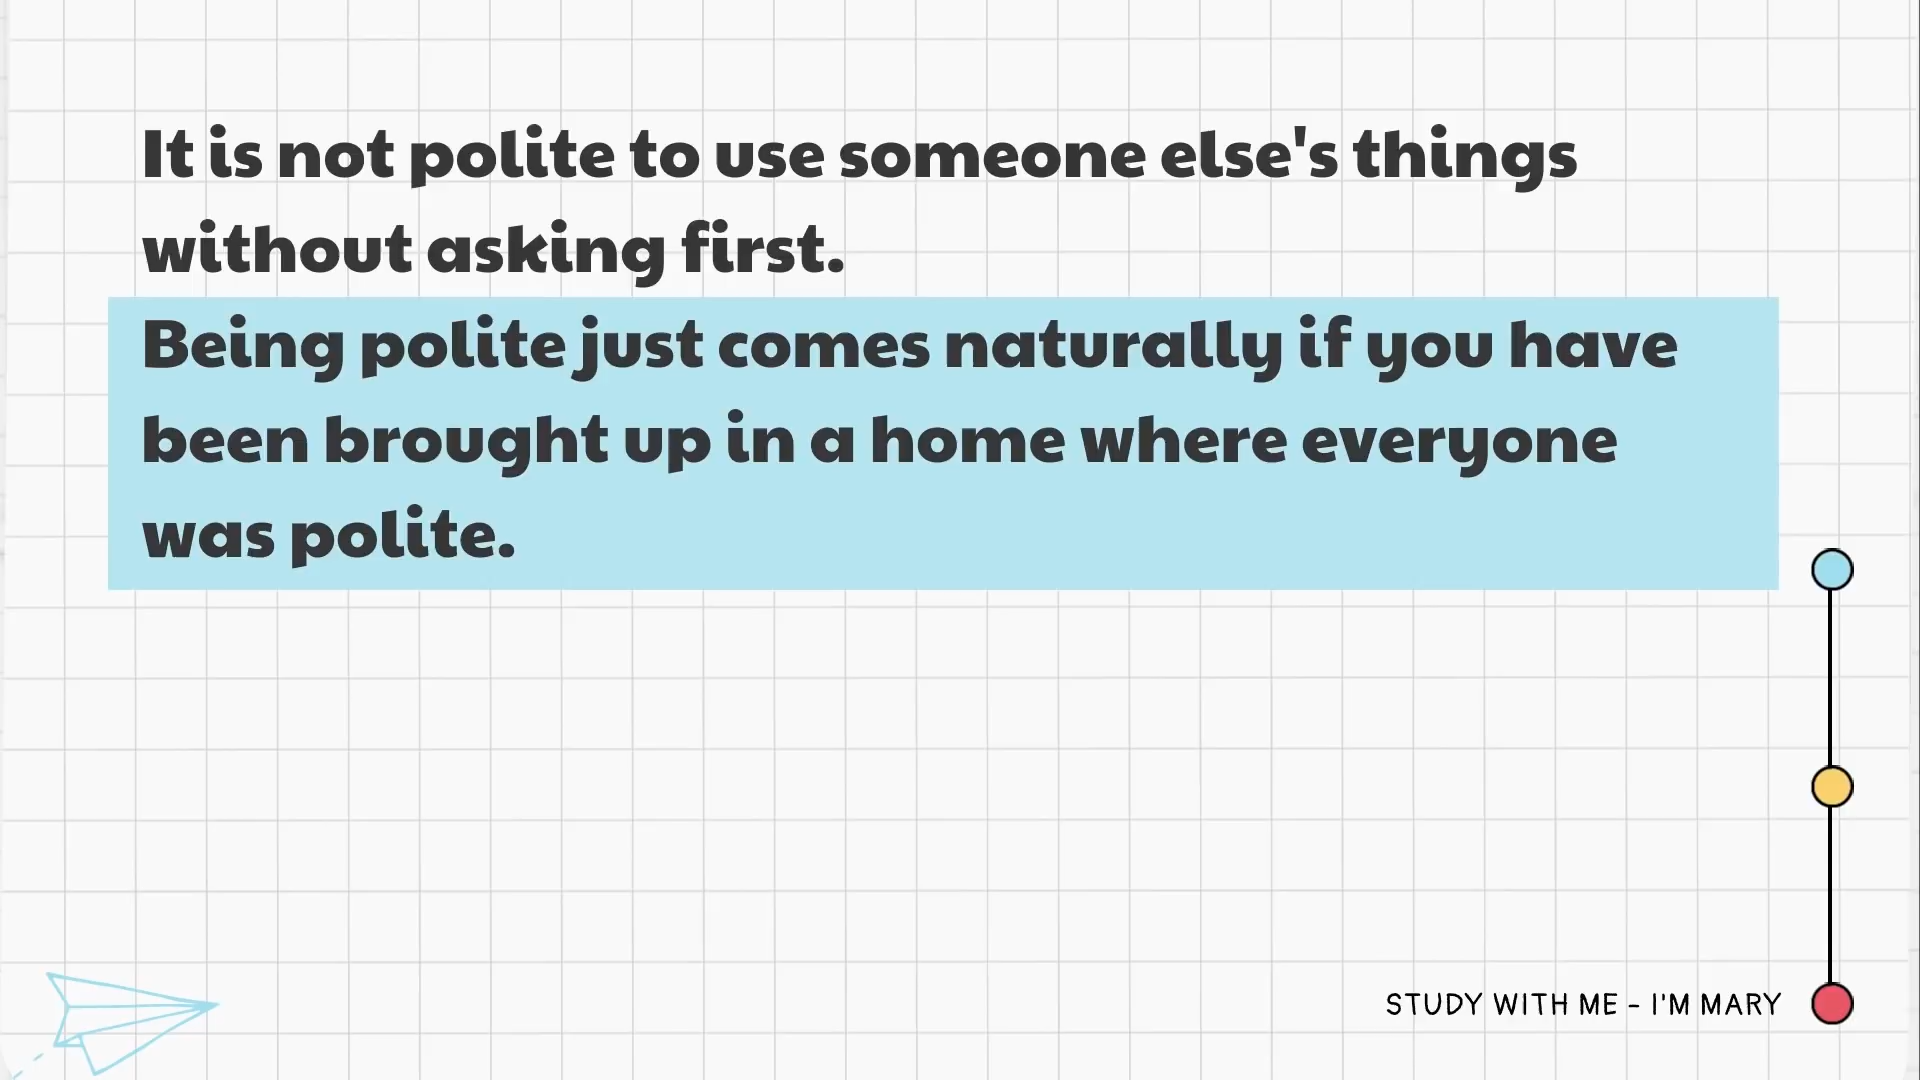 It is not polite to use someone else's things
without asking first.
Being polite just comes naturally if you have
been brought up in a home where everyone
was polite.
STUDY WITH ME - I'M MARY